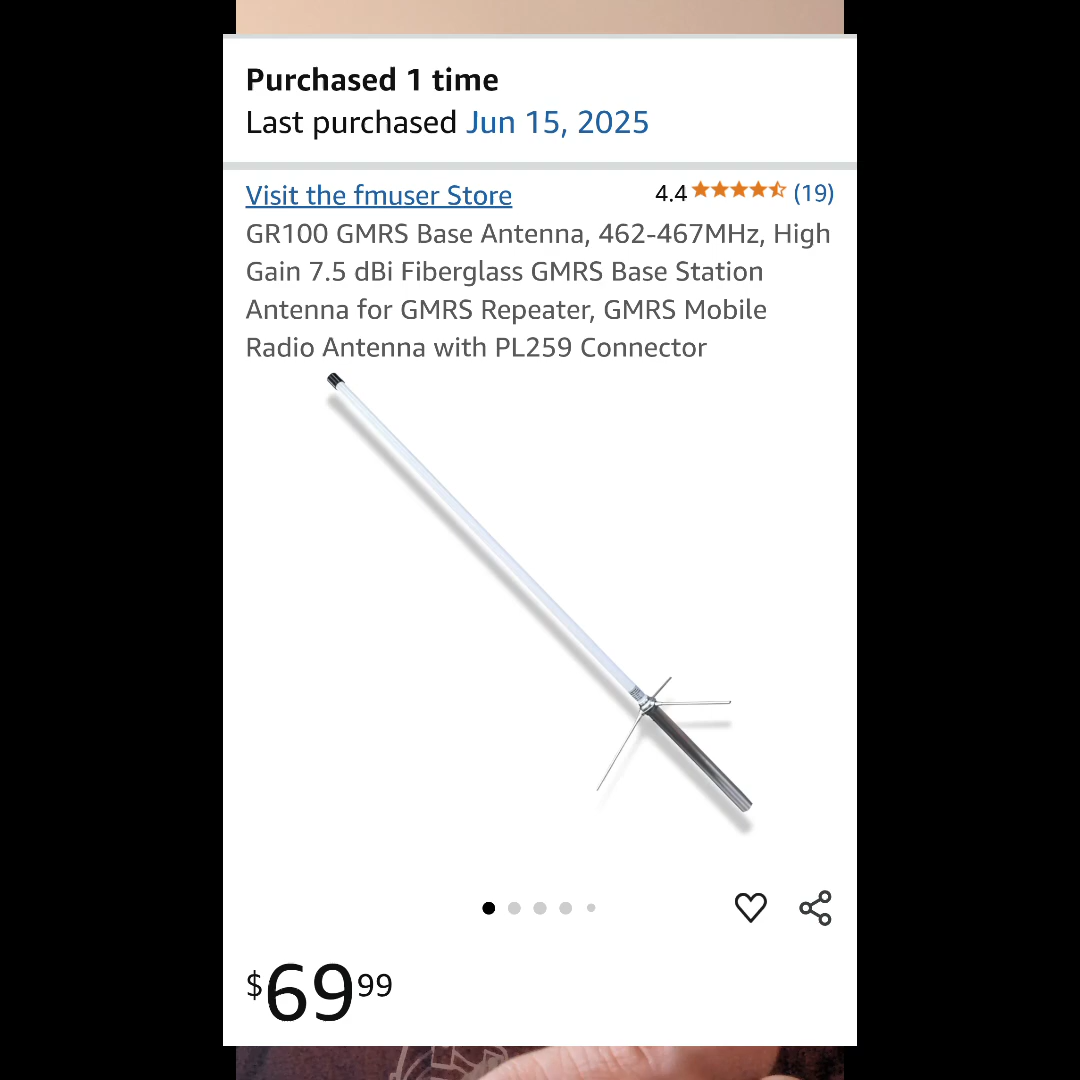 Purchased 1 time
Last purchased Jun 15, 2025
Visit the fmuser Store 4.4 (19)
GR100 GMRS Base Antenna, 462-467MHz, High
Gain 7.5 dBi Fiberglass GMRS Base Station
Antenna for GMRS Repeater, GMRS Mobile
Radio Antenna with PL259 Connector
$69.99